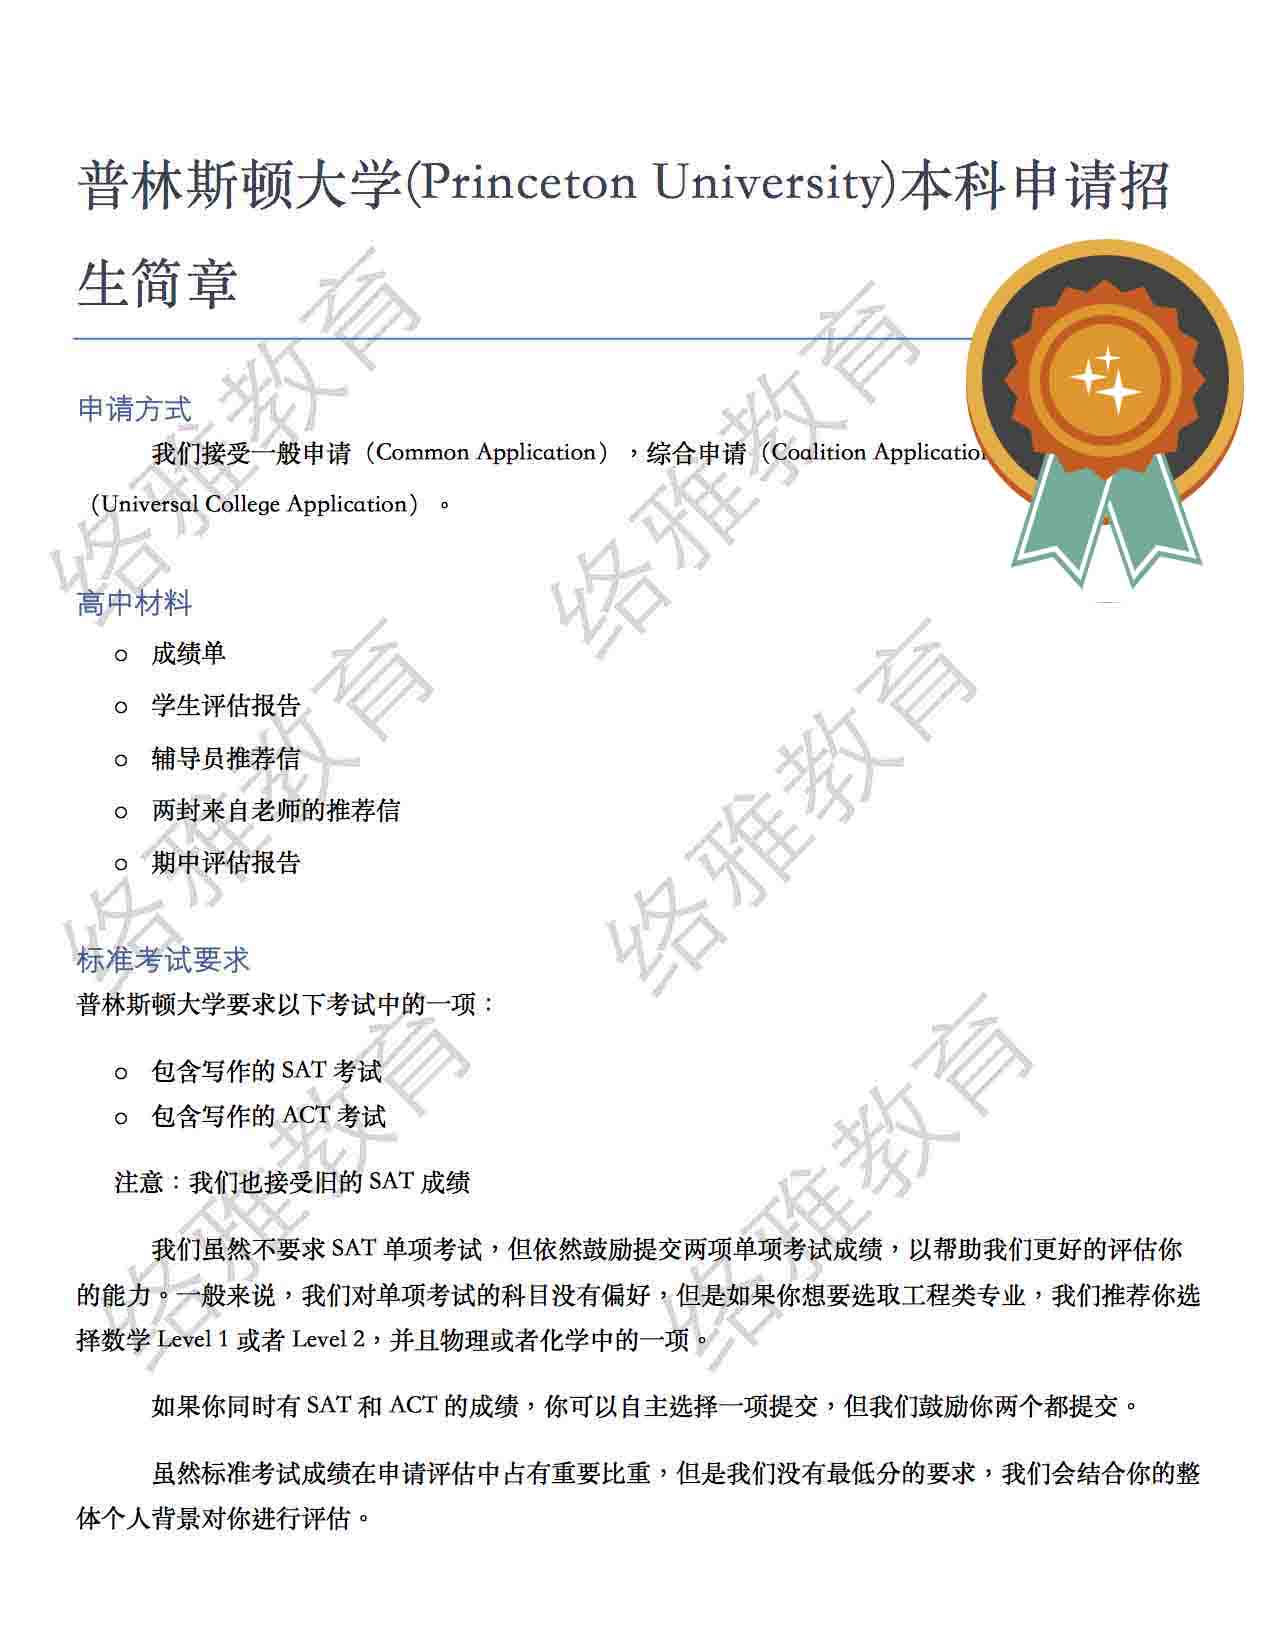 普林斯顿大学(Princeton University)本科申请招
生简章
申请方式
我们接受一般申请（Common Application），综合申请（Coalition Application
（Universal College Application）。
高中材料
成绩单
学生评估报告
辅导员推荐信
两封来自老师的推荐信
期中评估报告
标准考试要求
普林斯顿大学要求以下考试中的一项：
包含写作的 SAT 考试
包含写作的 ACT 考试
注意：我们也接受旧的 SAT 成绩
我们虽然不要求 SAT 单项考试，但依然鼓励提交两项单项考试成绩，以帮助我们更好的评估你
的能力。一般来说，我们对单项考试的科目没有偏好，但是如果你想要选取工程类专业，我们推荐你选
择数学 Level 1 或者 Level 2，并且物理或者化学中的一项。
如果你同时有 SAT 和 ACT 的成绩，你可以自主选择一项提交，但我们鼓励你两个都提交。
虽然标准考试成绩在申请评估中占有重要比重，但是我们没有最低分的要求，我们会结合你的整
体个人背景对你进行评估。
络雅教育
络雅教育
络雅教育
络雅教育
络雅教育
络雅教育